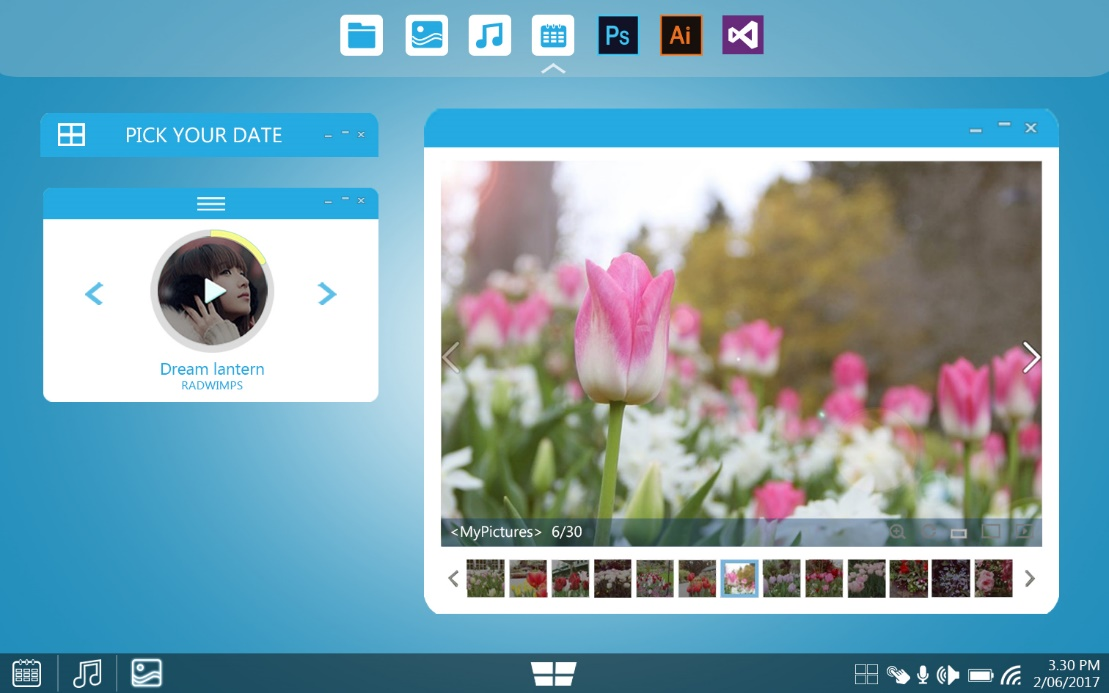 Ps
Ai
PICK YOUR DATE
Dream lantern
RADWIMPS
<MyPictures> 6/30
3.30 PM
2/06/2017